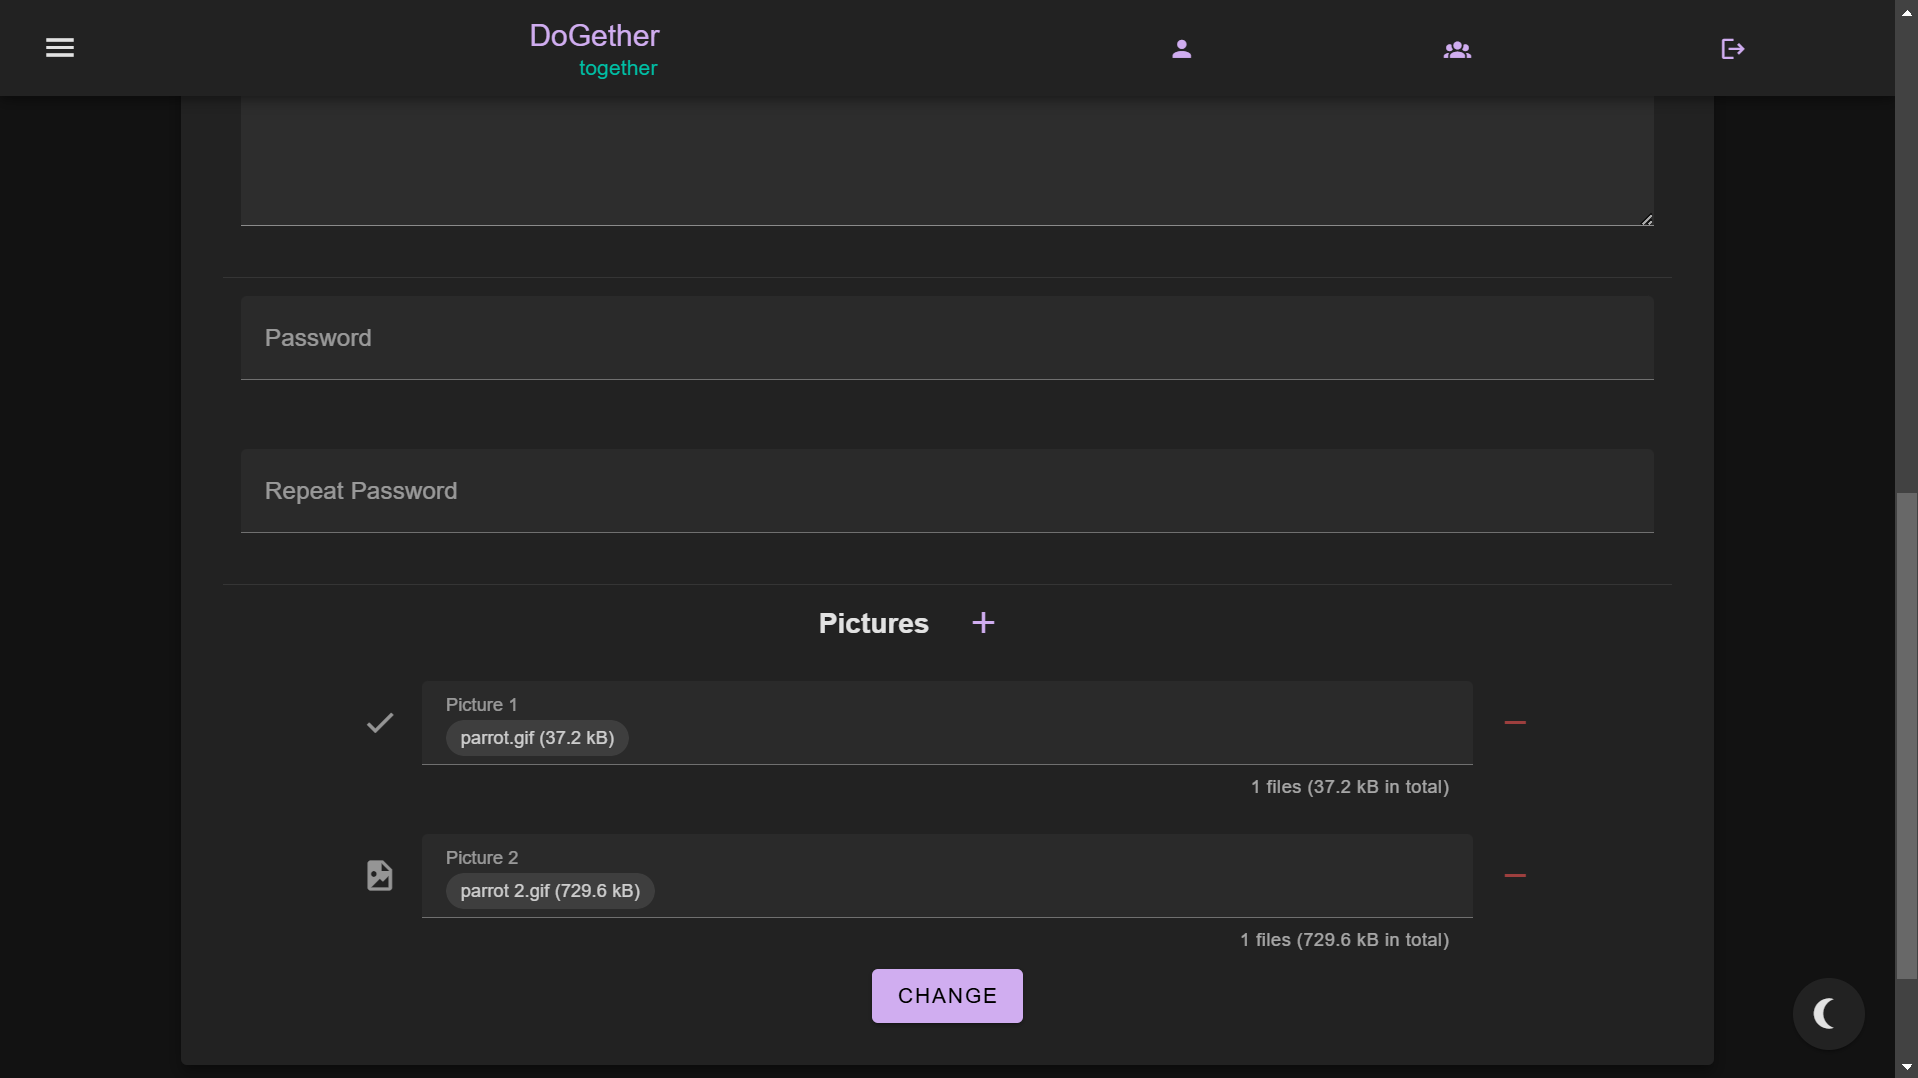 DoGether
together
Password
Repeat Password
Pictures
Picture 1
parrot.gif (37.2 kB)
1 files (37.2 kB in total)
Picture 2
parrot 2.gif (729.6 kB)
1 files (729.6 kB in total)
CHANGE